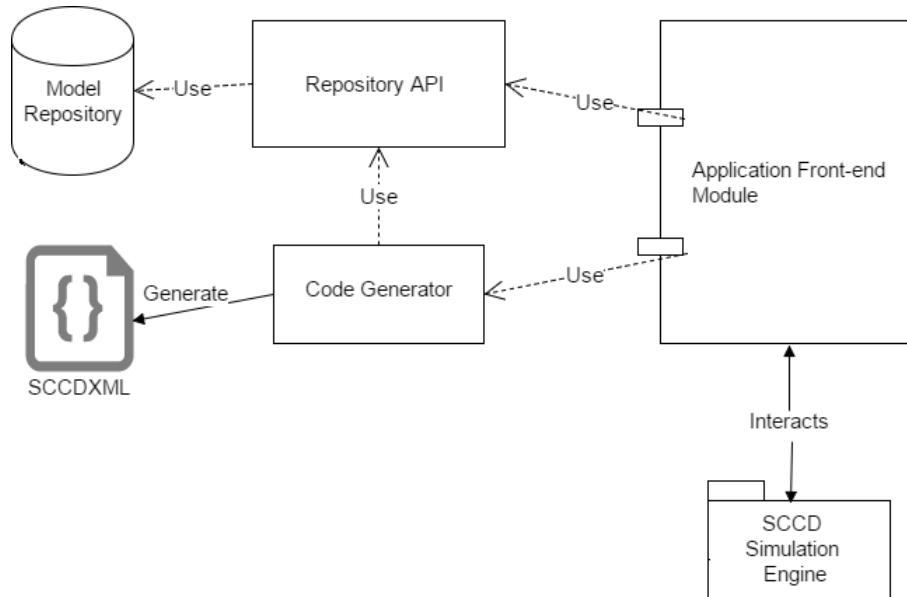 Model
Repository
Use
Repository API
Use
Application Front-end
Module
Use
Code Generator
Use
Generate
SCCDXML
Interacts
SCCD
Simulation
Engine